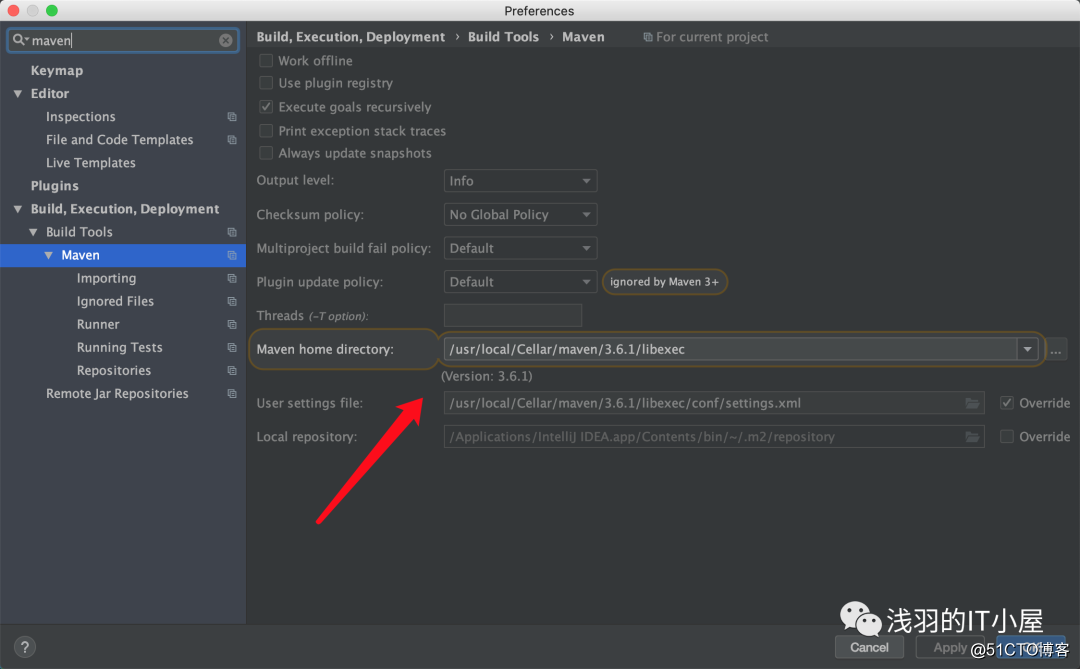 Preferences
maven
Keymap
Editor
Inspections
File and Code Templates
Live Templates
Plugins
Build, Execution, Deployment
Build Tools
Maven
Importing
Ignored Files
Runner
Running Tests
Repositories
Remote Jar Repositories
Build, Execution, Deployment › Build Tools › Maven For current project
Work offline
Use plugin registry
Execute goals recursively
Print exception stack traces
Always update snapshots
Output level: Info
Checksum policy: No Global Policy
Multiproject build fail policy: Default
Plugin update policy: Default ignored by Maven 3+
Threads (-T option):
Maven home directory: /usr/local/Cellar/maven/3.6.1/libexec ...
(Version: 3.6.1)
User settings file: /usr/local/Cellar/maven/3.6.1/libexec/conf/settings.xml Override
Local repository: /Applications/IntelliJ IDEA.app/Contents/bin/~/.m2/repository Override
浅羽的IT小屋
? Cancel Apply
@51CTO博客